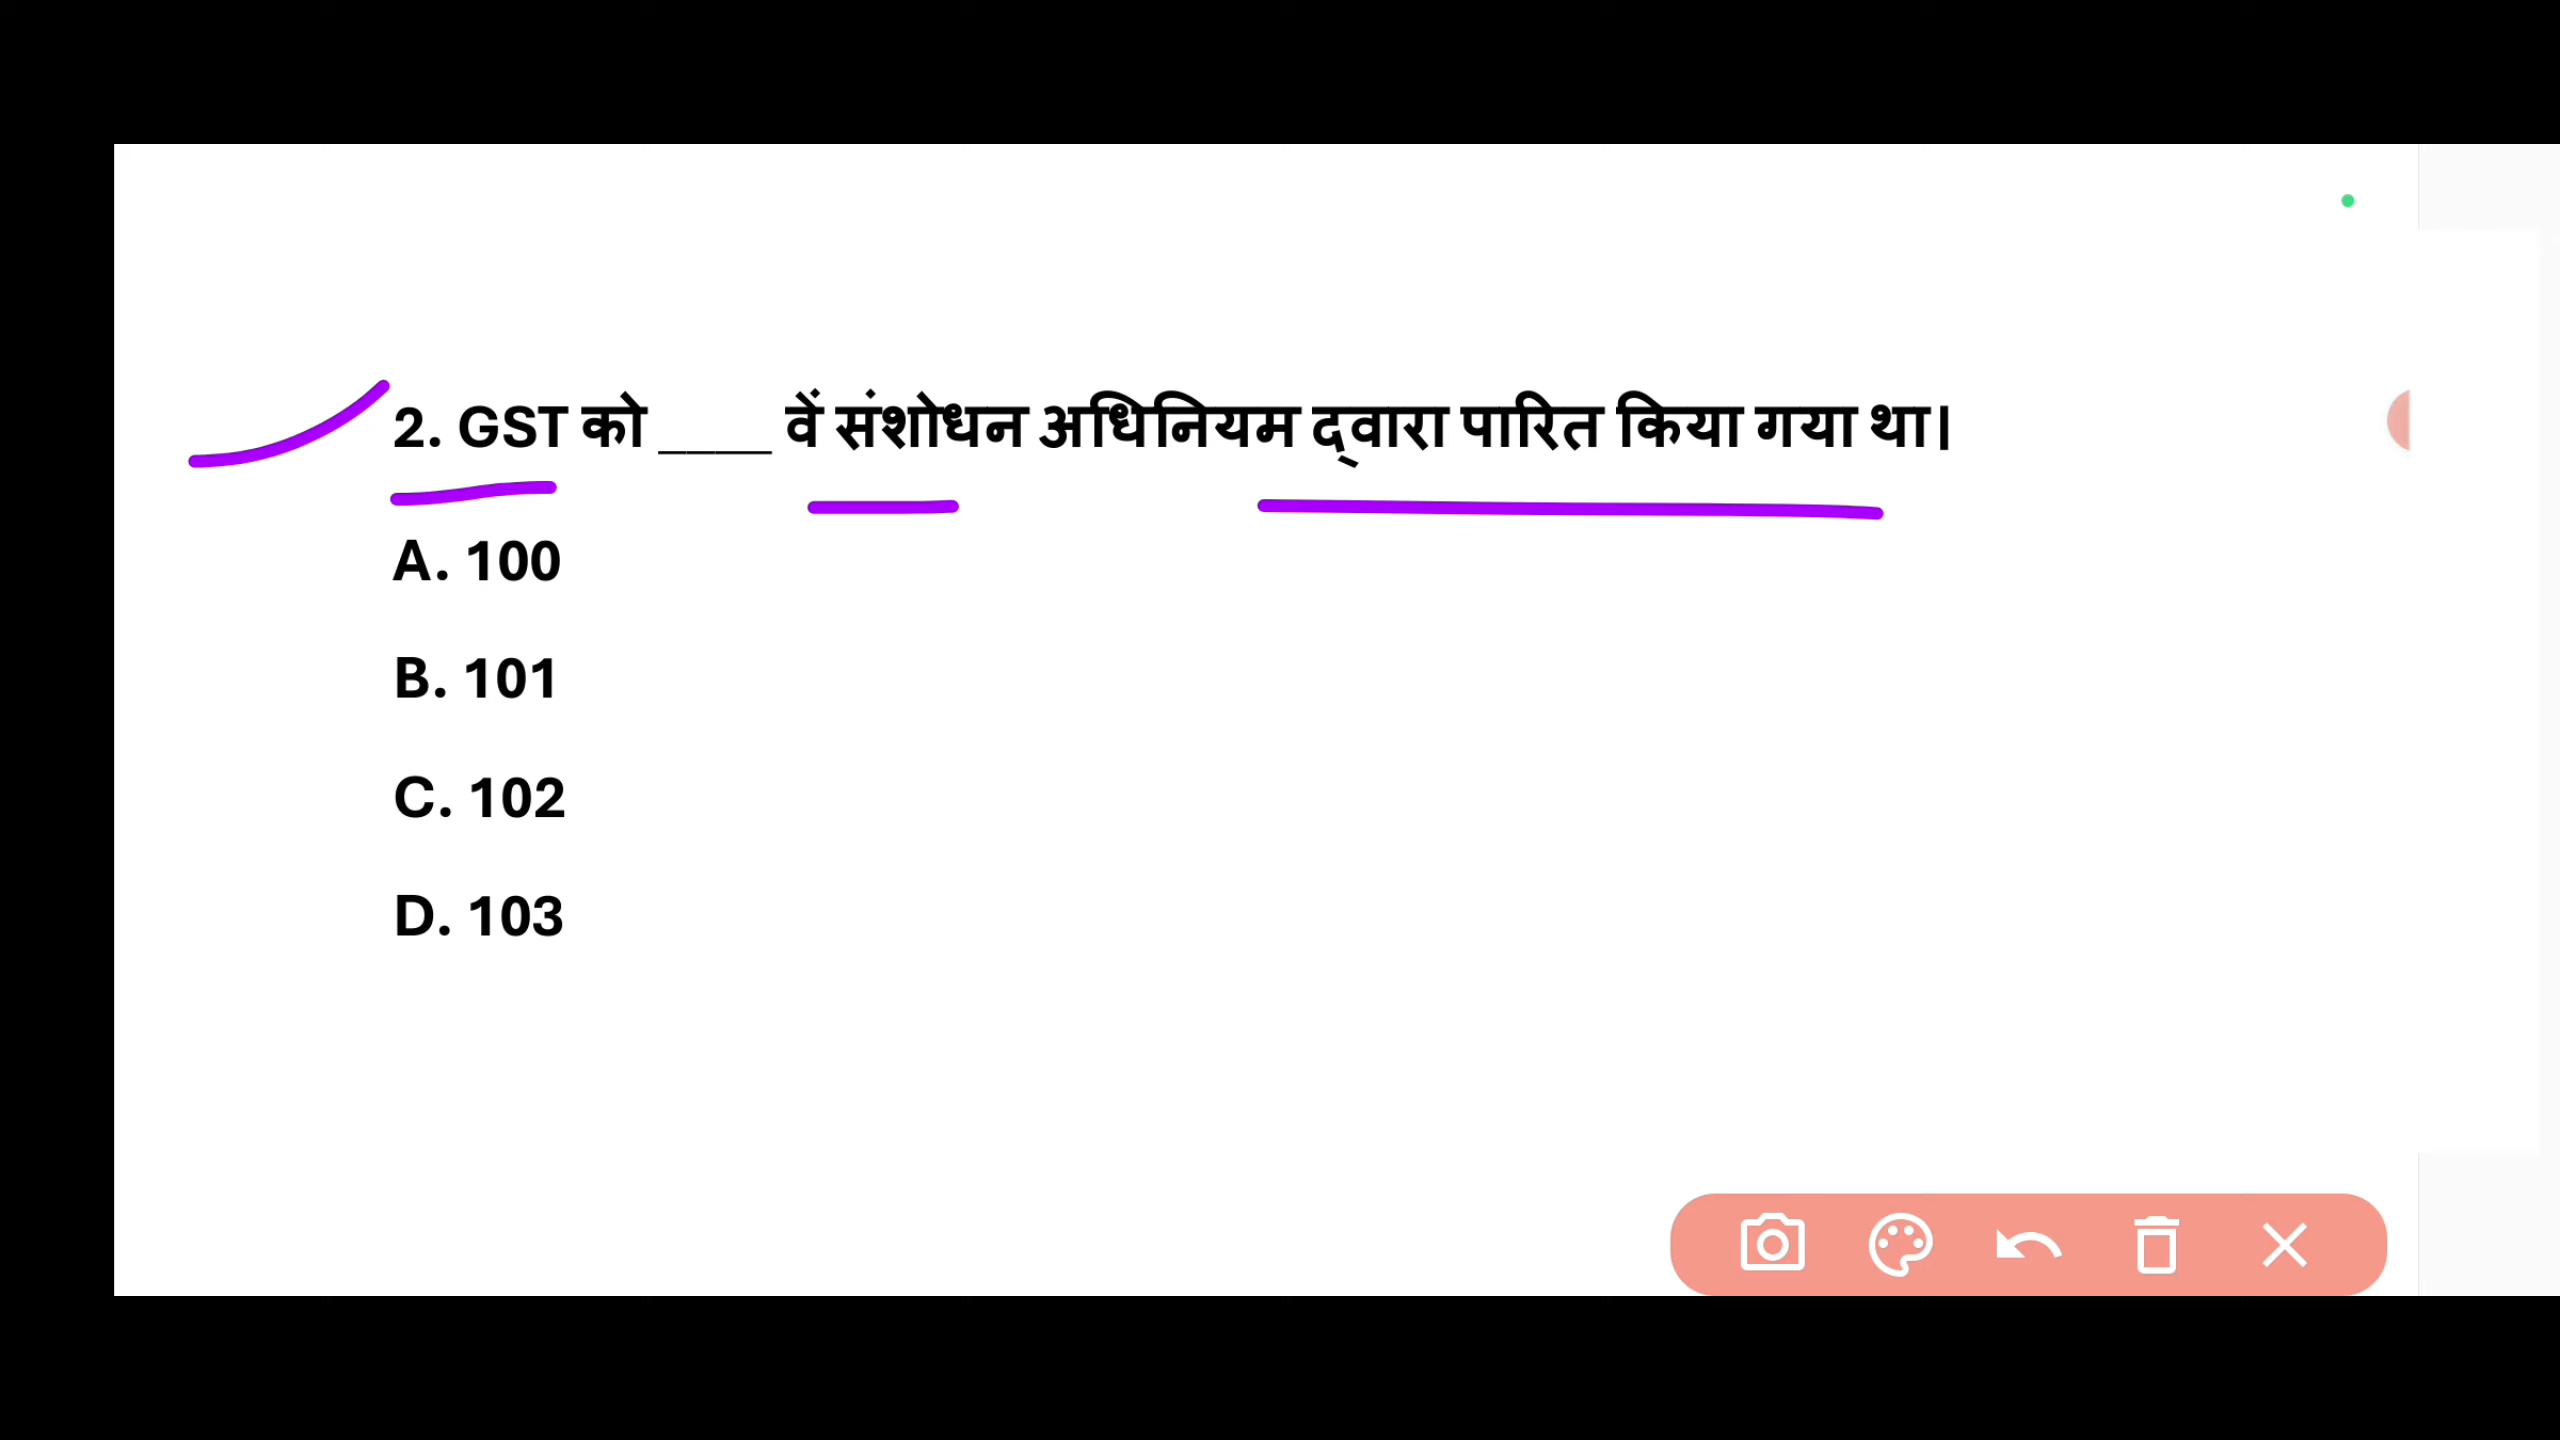 2. GST को ____ वें संशोधन अधिनियम द्वारा पारित किया गया था।
A. 100
B. 101
C. 102
D. 103